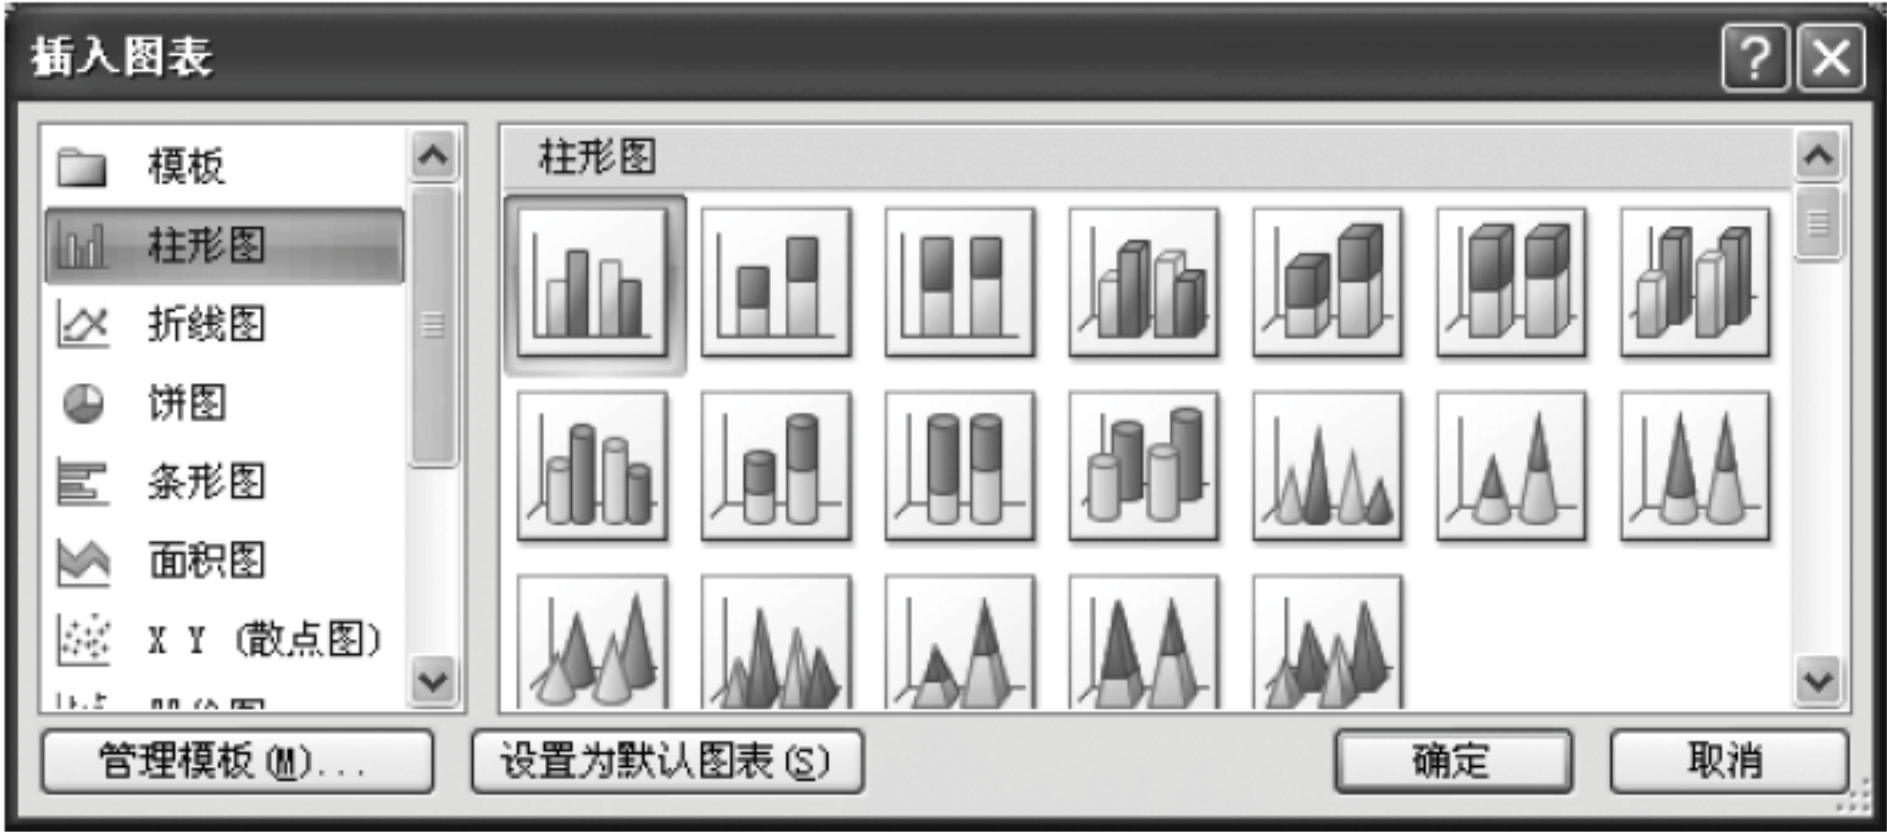 插入图表
模板
柱形图
折线图
饼图
条形图
面积图
X Y (散点图)
柱形图
管理模板(M)...
设置为默认图表(S)
确定
取消